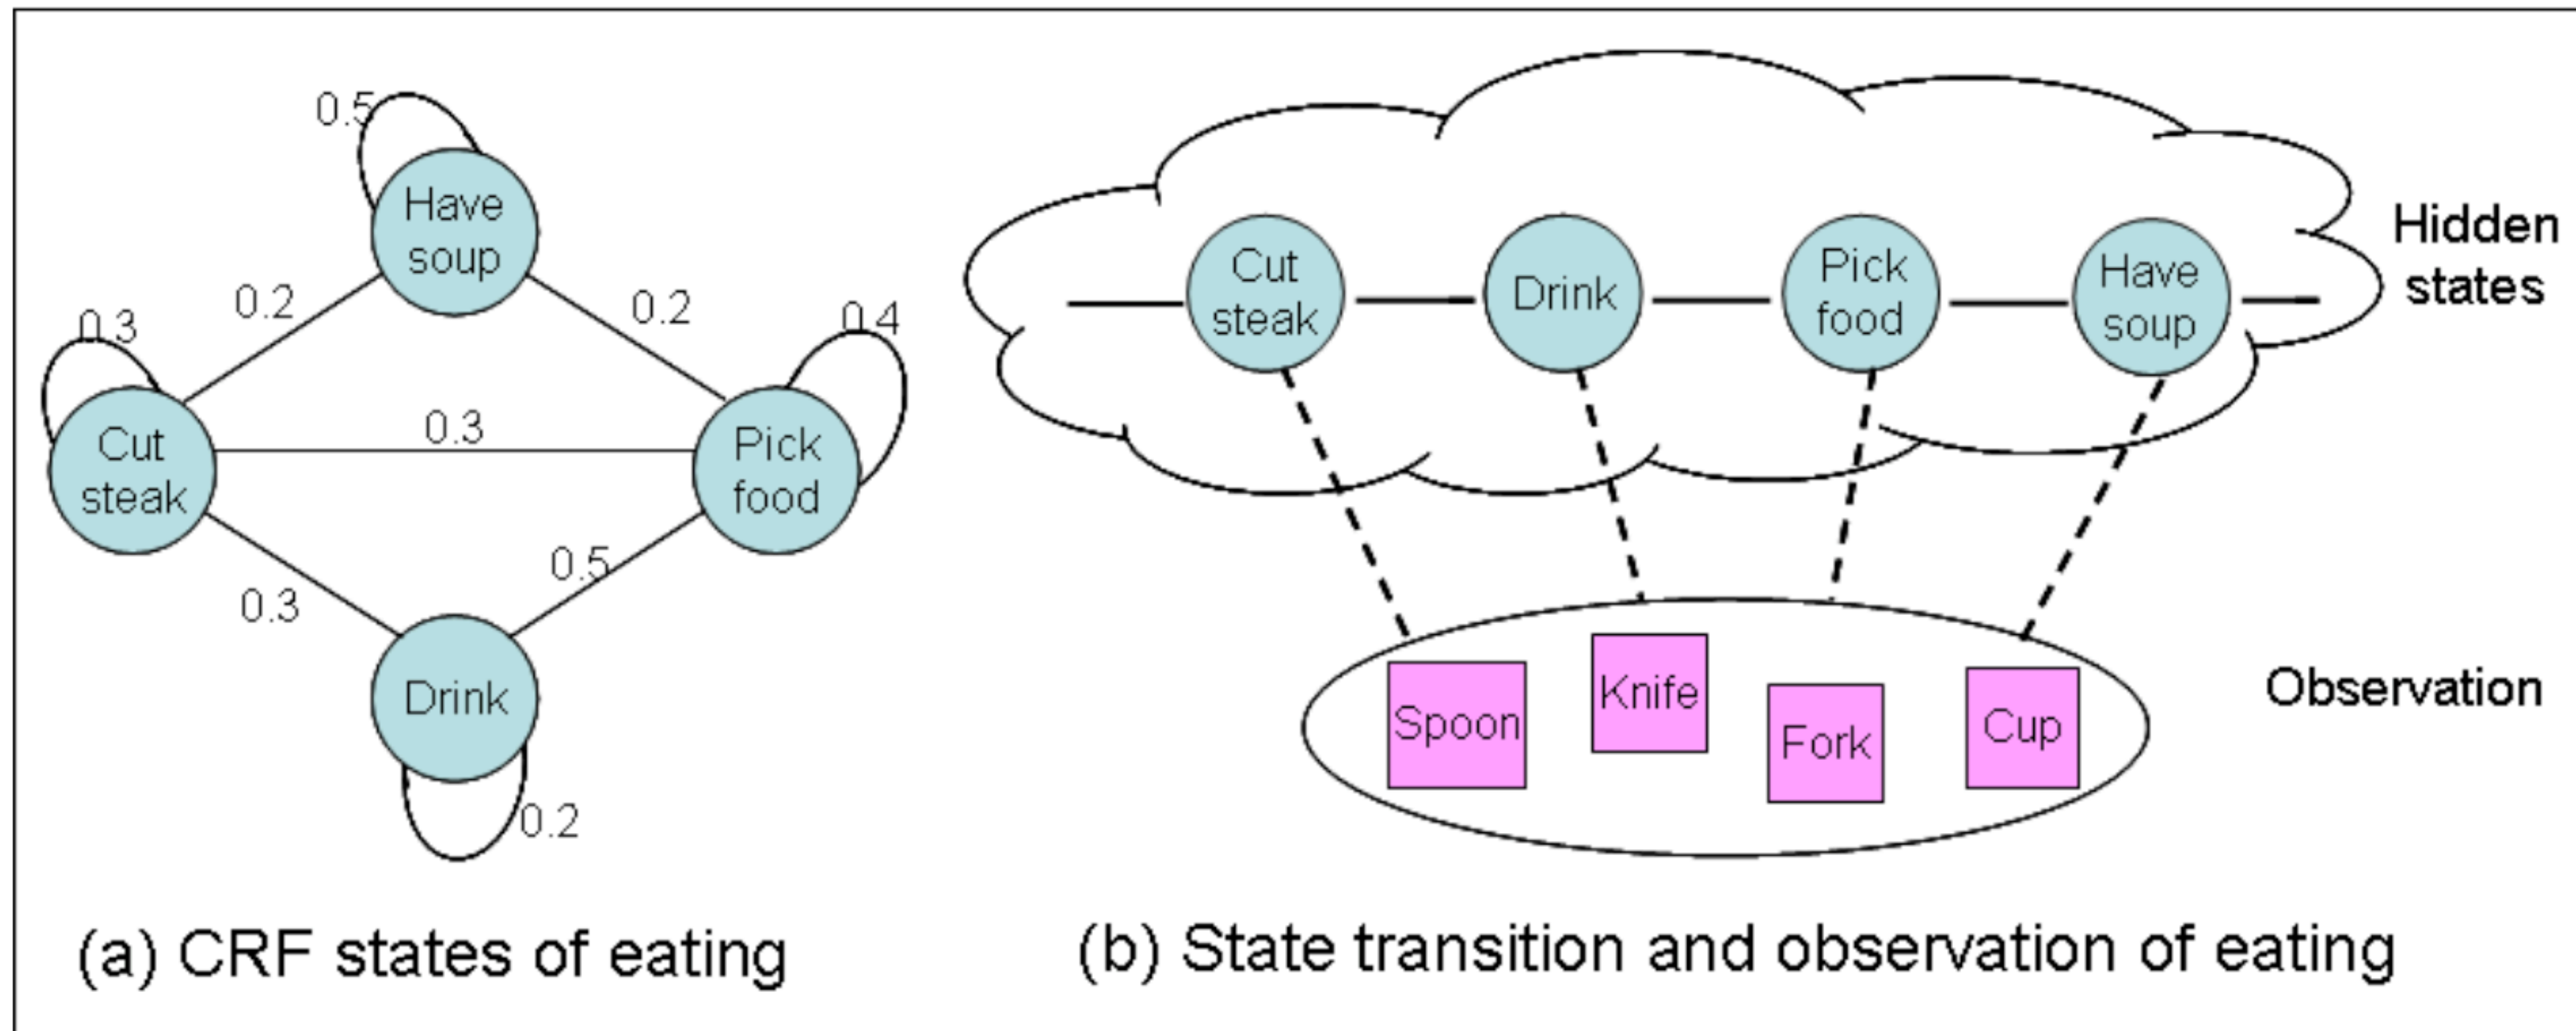 0.5
Have
soup
0.2
0.2
0.3
0.4
Cut
steak
0.3
Pick
food
0.3
0.5
Drink
0.2
(a) CRF states of eating
Cut
steak
Drink
Pick
food
Have
soup
Hidden
states
Spoon
Knife
Fork
Cup
Observation
(b) State transition and observation of eating